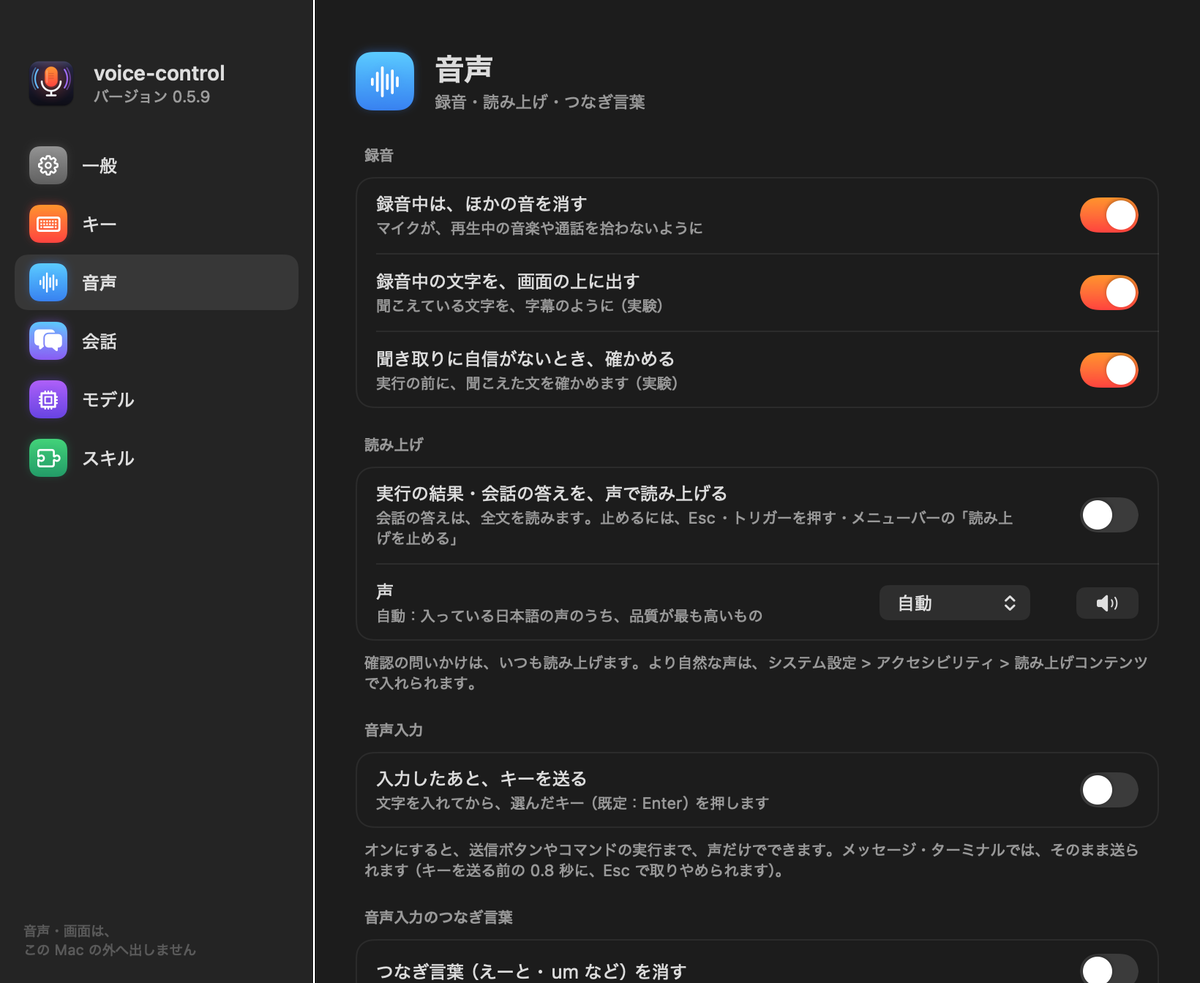 voice-control
バージョン 0.5.9
一般
キー
音声
会話
モデル
スキル
音声・画面は、
この Mac の外へ出しません
音声
録音・読み上げ・つなぎ言葉
録音
録音中は、ほかの音を消す
マイクが、再生中の音楽や通話を拾わないように
録音中の文字を、画面の上に出す
聞こえている文字を、字幕のように（実験）
聞き取りに自信がないとき、確かめる
実行の前に、聞こえた文を確かめます（実験）
読み上げ
実行の結果・会話の答えを、声で読み上げる
会話の答えは、全文を読みます。止めるには、Esc・トリガーを押す・メニューバーの「読み上
げを止める」
声
自動：入っている日本語の声のうち、品質が最も高いもの
自動
確認の問いかけは、いつも読み上げます。より自然な声は、システム設定 > アクセシビリティ > 読み上げコンテンツ
で入れられます。
音声入力
入力したあと、キーを送る
文字を入れてから、選んだキー（既定：Enter）を押します
オンにすると、送信ボタンやコマンドの実行まで、声だけでできます。メッセージ・ターミナルでは、そのまま送ら
れます（キーを送る前の 0.8 秒に、Esc で取りやめられます）。
音声入力のつなぎ言葉
つなぎ言葉（えーと・um など）を消す